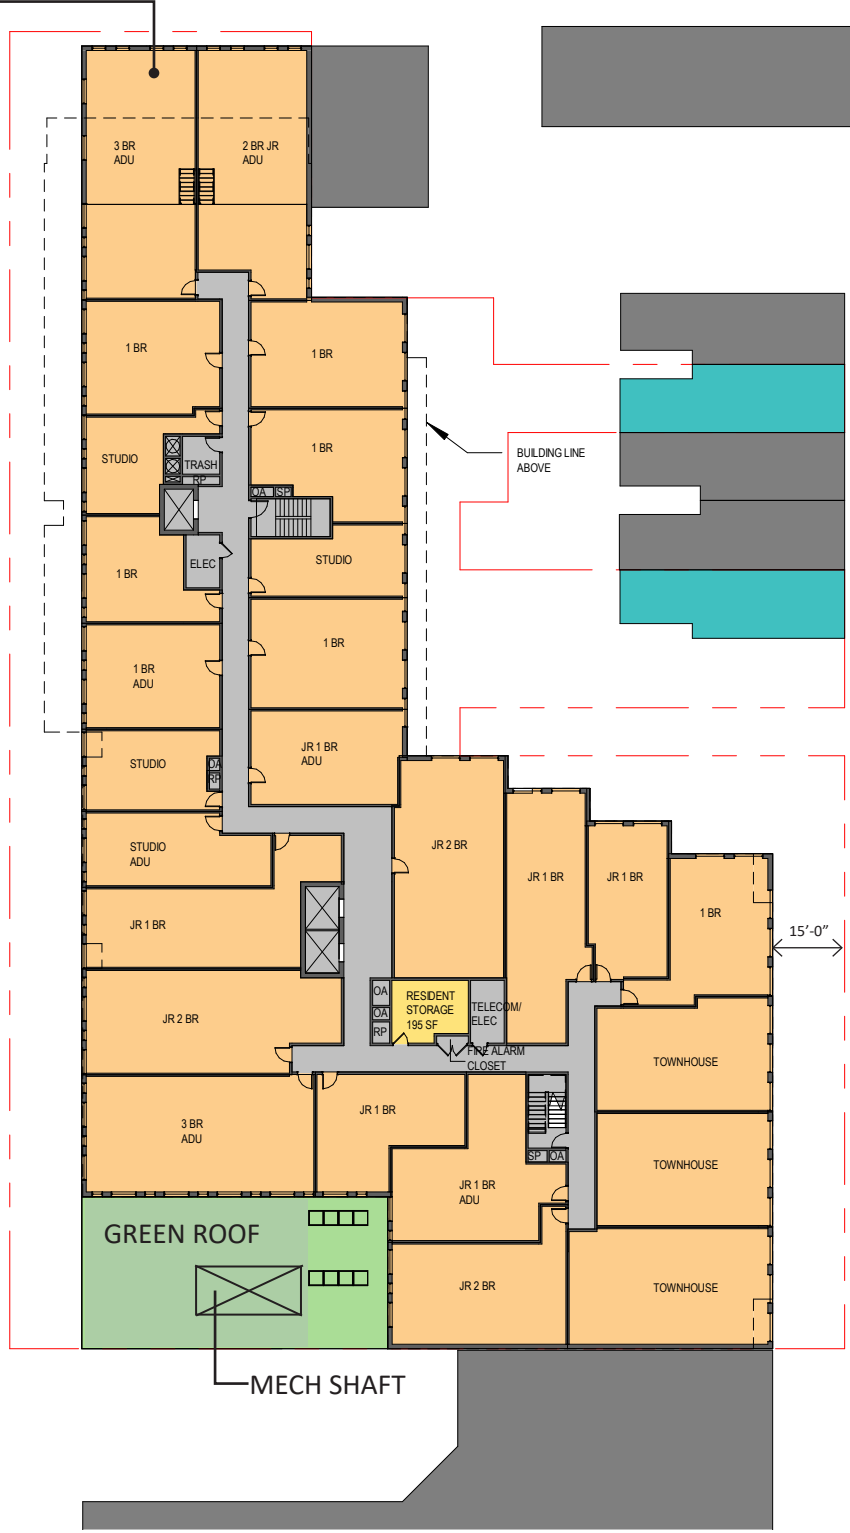 3 BR
ADU
2 BR JR
ADU
1 BR
1 BR
STUDIO
TRASH
RP
1 BR
OA
SP
BUILDING LINE
ABOVE
ELEC
1 BR
STUDIO
1 BR
ADU
1 BR
STUDIO
OA
RP
JR 1 BR
ADU
STUDIO
ADU
JR 2 BR
JR 1 BR
JR 1 BR
1 BR
15'-0"
JR 1 BR
JR 2 BR
OA
OA
RP
RESIDENT
STORAGE
195 SF
TELECOM/
ELEC
FIRE ALARM
CLOSET
TOWNHOUSE
3 BR
ADU
JR 1 BR
SP
OA
TOWNHOUSE
JR 1 BR
ADU
GREEN ROOF
JR 2 BR
TOWNHOUSE
MECH SHAFT